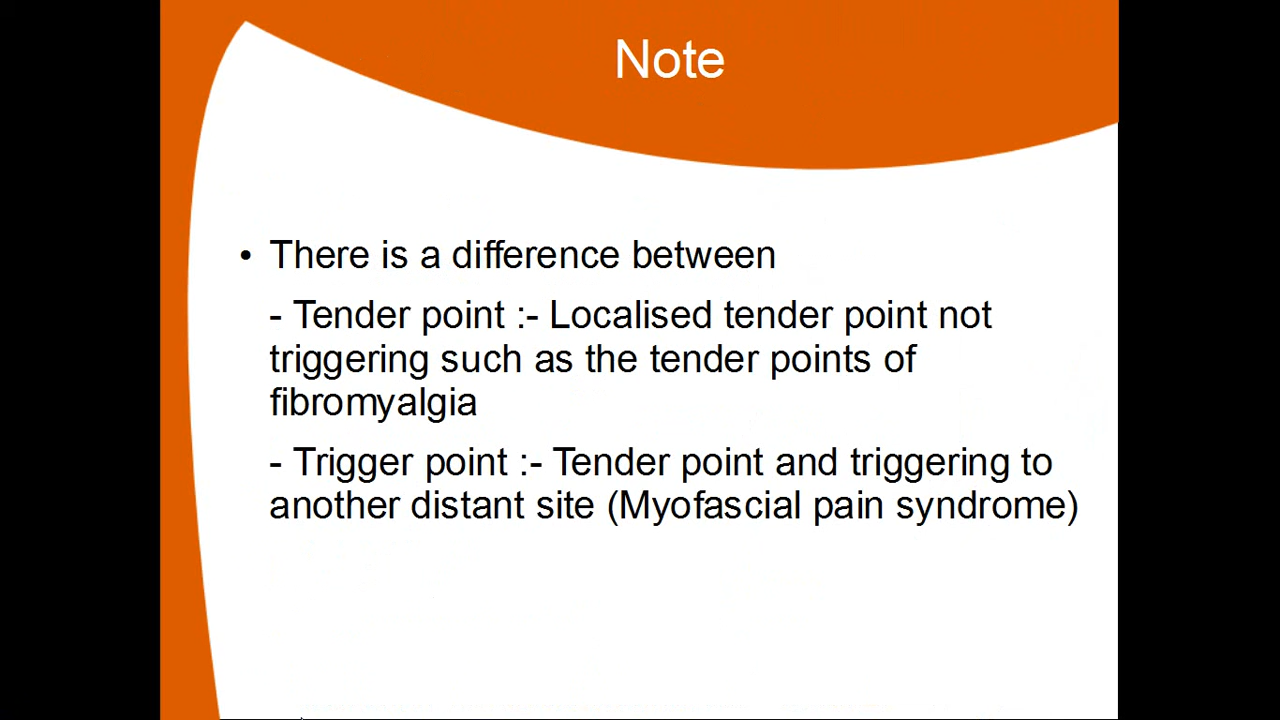 Note
• There is a difference between
- Tender point :- Localised tender point not
triggering such as the tender points of
fibromyalgia
- Trigger point :- Tender point and triggering to
another distant site (Myofascial pain syndrome)